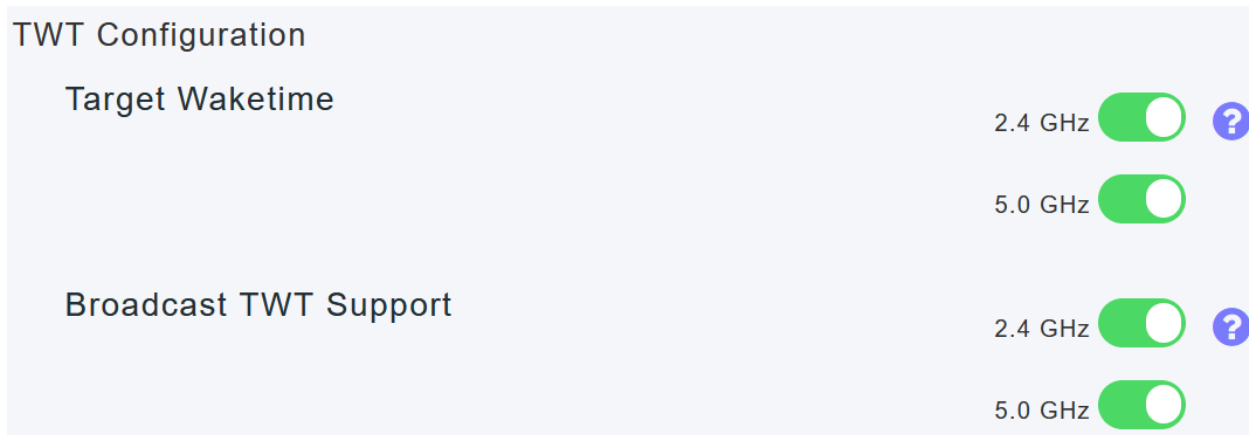 TWT Configuration
Target Waketime
2.4 GHz
?
5.0 GHz
Broadcast TWT Support
2.4 GHz
?
5.0 GHz